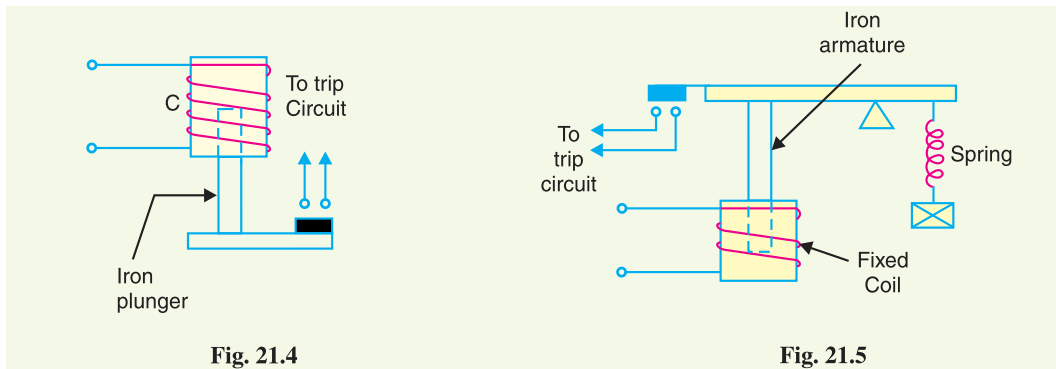 C
To trip
Circuit
Iron
plunger
Fig. 21.4
Iron
armature
To
trip
circuit
Spring
Fixed
Coil
Fig. 21.5